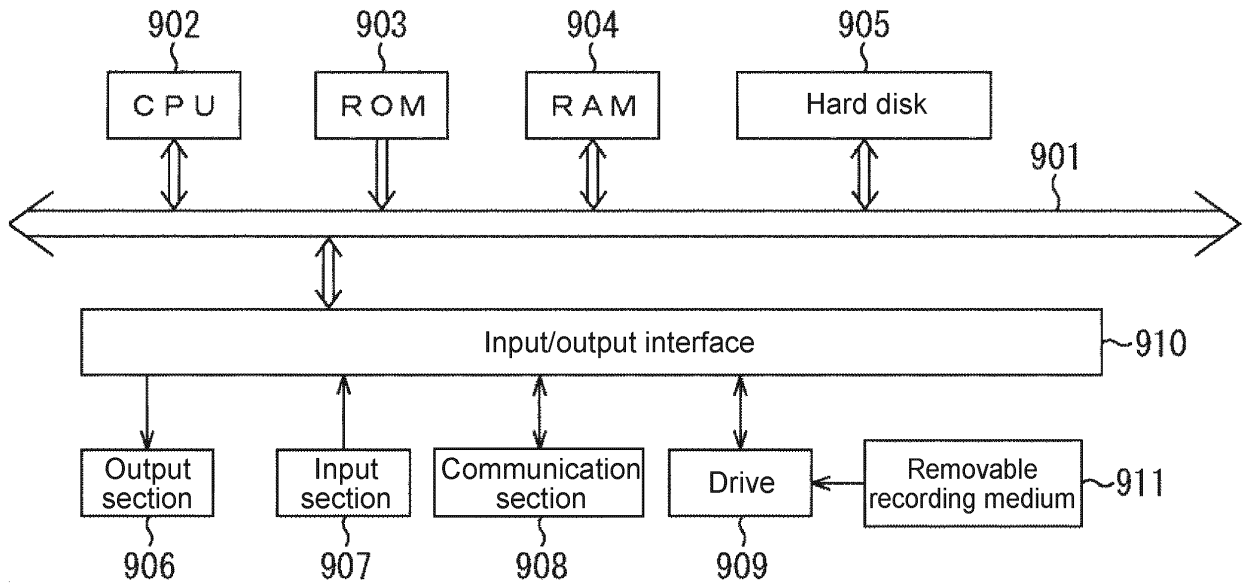 902 903 904 905
CPU ROM RAM Hard disk
901
Input/output interface 910
Output section
Input section
Communication section
Drive
Removable recording medium
911
906 907 908 909